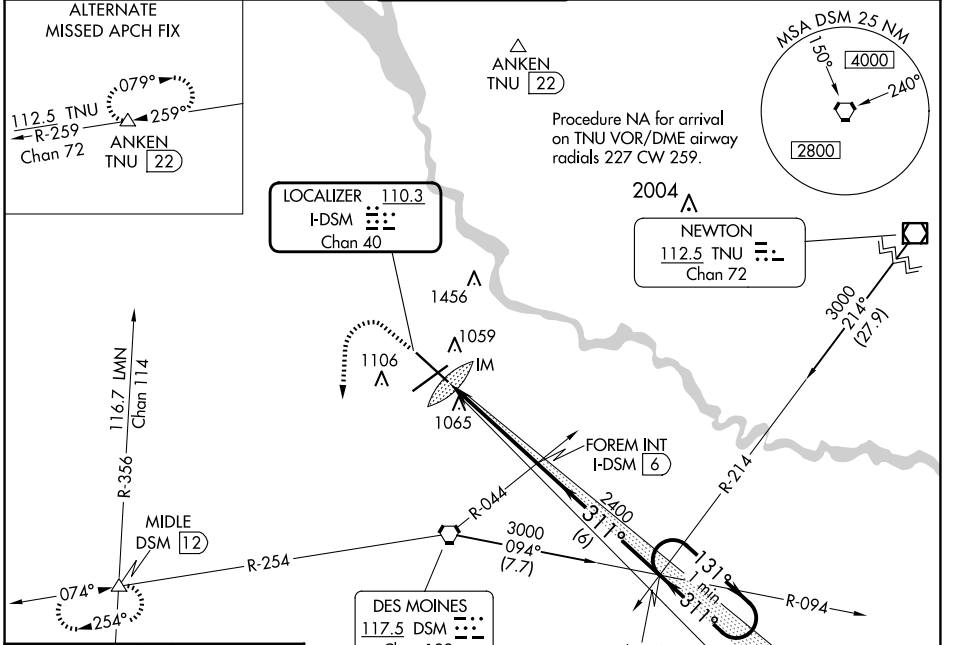 ALTERNATE
MISSED APCH FIX
079°
259°
112.5 TNU
R-259
Chan 72
ANKEN
TNU 22
ANKEN
TNU 22
MSA DSM 25 NM
150°
4000
240°
2800
Procedure NA for arrival
on TNU VOR/DME airway
radials 227 CW 259.
2004
LOCALIZER 110.3
I-DSM
Chan 40
NEWTON
112.5 TNU
Chan 72
3000
214°
(27.9)
1456
1059
1106
IM
1065
116.7 LMN
Chan 114
R-356
FOREM INT
I-DSM 6
R-214
R-044
2400
311°
(6)
MIDLE
DSM 12
R-254
3000
094°
(7.7)
131°
1 min
311°
R-094
074°
254°
DES MOINES
117.5 DSM